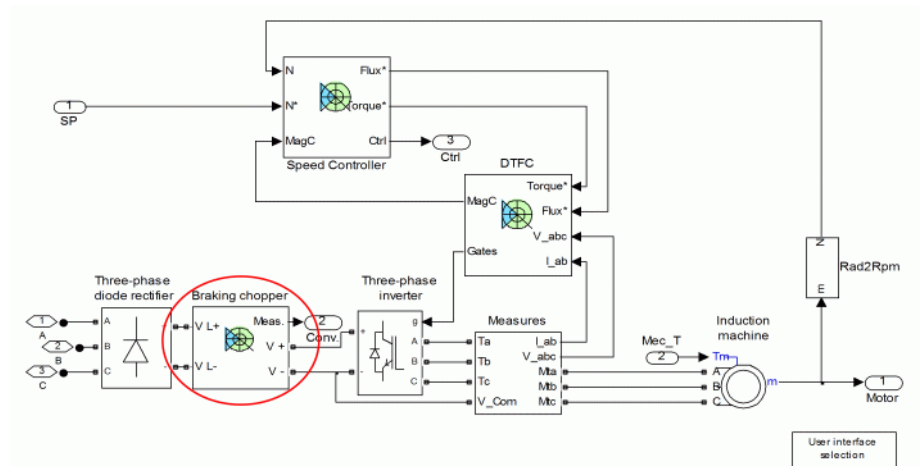 N
Flux*
1
SP
N*
Torque*
MagC
Ctrl
3
Ctrl
Speed Controller
DTFC
Torque*
MagC
Flux*
V_abc
Gates
I_ab
N
Rad2Rpm
E
Three-phase
diode rectifier
Braking chopper
Three-phase
inverter
Measures
Induction
machine
1
A
A
V L+
Meas.
2
Conv.
g
V +
+
A
Ta
I_ab
Mec_T
2
Tm
2
B
B
B
Tb
V_abc
Mta
A
m
1
Motor
3
C
C
-
V L-
V -
-
C
Tc
Mtb
B
V_Com
Mtc
C
User interface
selection